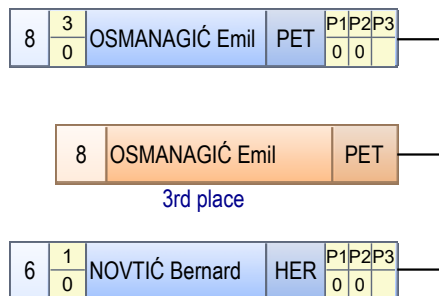 8 3 0 OSMANAGIĆ Emil PET P1 P2 P3 0 0
8 OSMANAGIĆ Emil PET
3rd place
6 1 0 NOVTIĆ Bernard HER P1 P2 P3 0 0